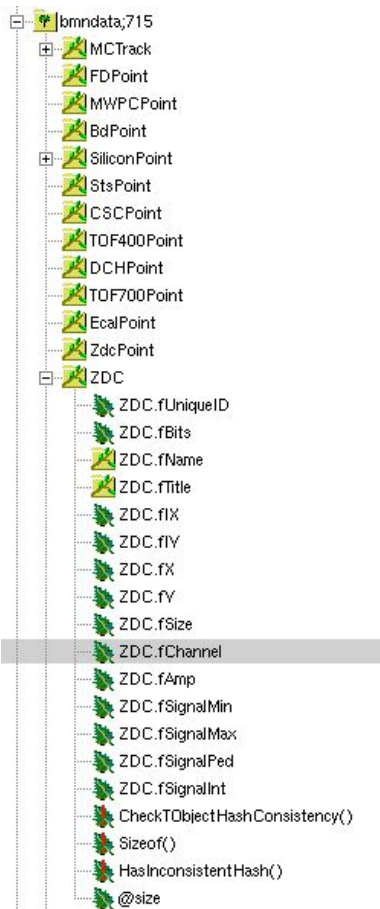 bmndata;715
MCTrack
FDPoint
MWPCPoint
BdPoint
SiliconPoint
StsPoint
CSCPoint
TOF400Point
DCHPoint
TOF700Point
EcalPoint
ZdcPoint
ZDC
ZDC.fUniqueID
ZDC.fBits
ZDC.fName
ZDC.fTitle
ZDC.fIX
ZDC.fIY
ZDC.fX
ZDC.fY
ZDC.fSize
ZDC.fChannel
ZDC.fAmp
ZDC.fSignalMin
ZDC.fSignalMax
ZDC.fSignalPed
ZDC.fSignalInt
CheckTObjectHashConsistency()
Sizeof()
HasInconsistentHash()
@size